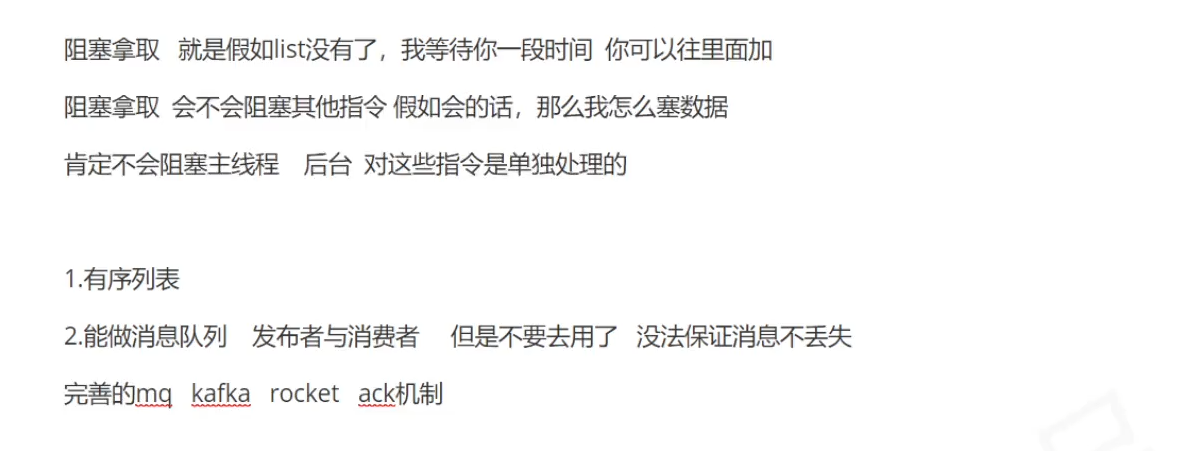 阻塞拿取   就是假如list没有了，我等待你一段时间  你可以往里面加
阻塞拿取  会不会阻塞其他指令 假如会的话，那么我怎么塞数据
肯定不会阻塞主线程    后台  对这些指令是单独处理的
1.有序列表
2.能做消息队列    发布者与消费者     但是不要去用了   没法保证消息不丢失
完善的mq   kafka   rocket   ack机制